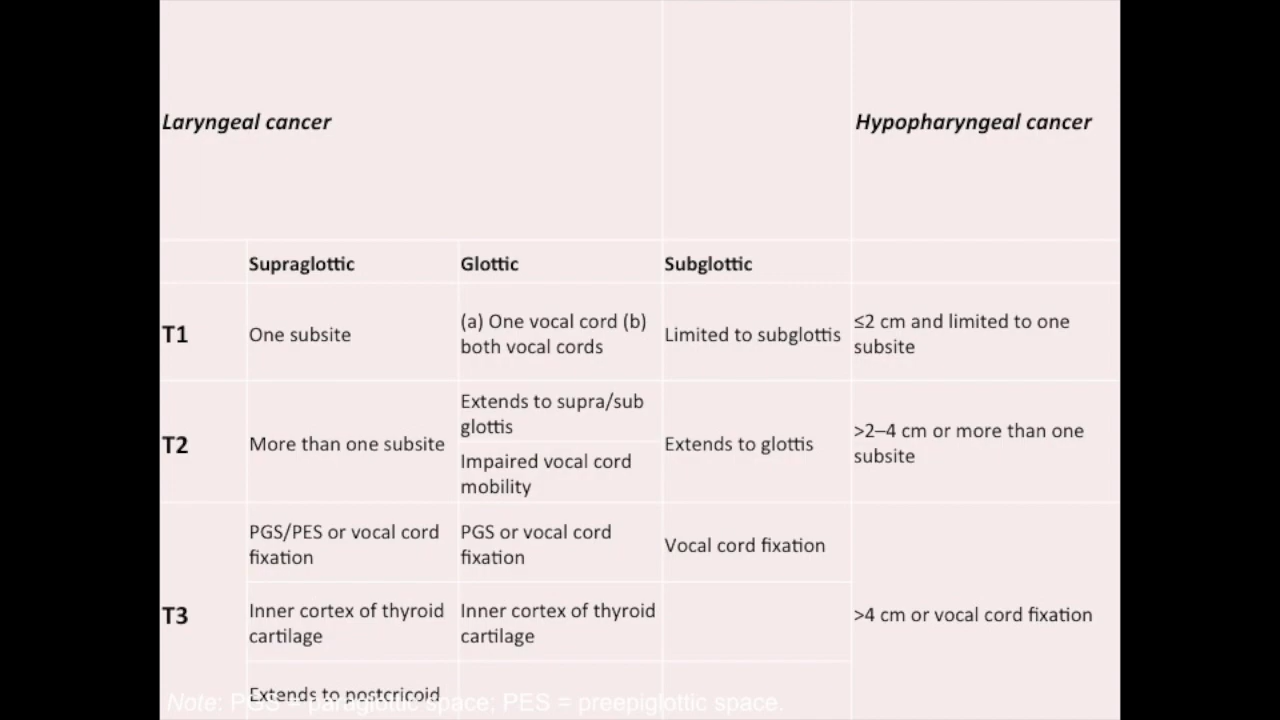 Laryngeal cancer
Hypopharyngeal cancer
Supraglottic
Glottic
Subglottic
T1
One subsite
(a) One vocal cord (b)
both vocal cords
Limited to subglottis
≤2 cm and limited to one
subsite
T2
More than one subsite
Extends to supra/sub
glottis
Impaired vocal cord
mobility
Extends to glottis
>2–4 cm or more than one
subsite
T3
PGS/PES or vocal cord
fixation
PGS or vocal cord
fixation
Vocal cord fixation
Inner cortex of thyroid
cartilage
Inner cortex of thyroid
cartilage
>4 cm or vocal cord fixation
Extends to postcricoid
Note: PGS = paraglottic space; PES = preepiglottic space.